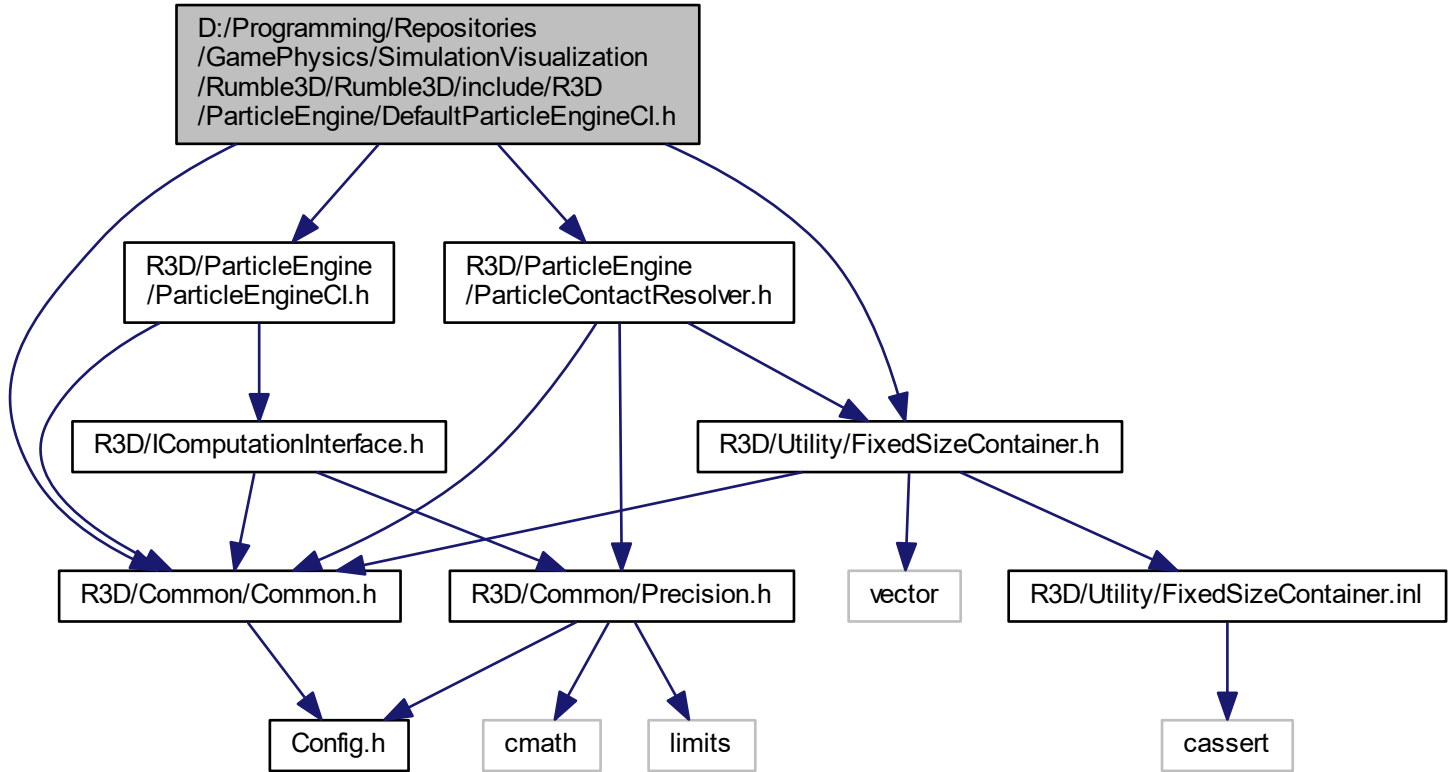 D:/Programming/Repositories
/GamePhysics/SimulationVisualization
/Rumble3D/Rumble3D/include/R3D
/ParticleEngine/DefaultParticleEngineCI.h
R3D/ParticleEngine
/ParticleEngineCI.h
R3D/ParticleEngine
/ParticleContactResolver.h
R3D/IComputationInterface.h
R3D/Utility/FixedSizeContainer.h
R3D/Common/Common.h
R3D/Common/Precision.h
vector
R3D/Utility/FixedSizeContainer.inl
Config.h
cmath
limits
cassert